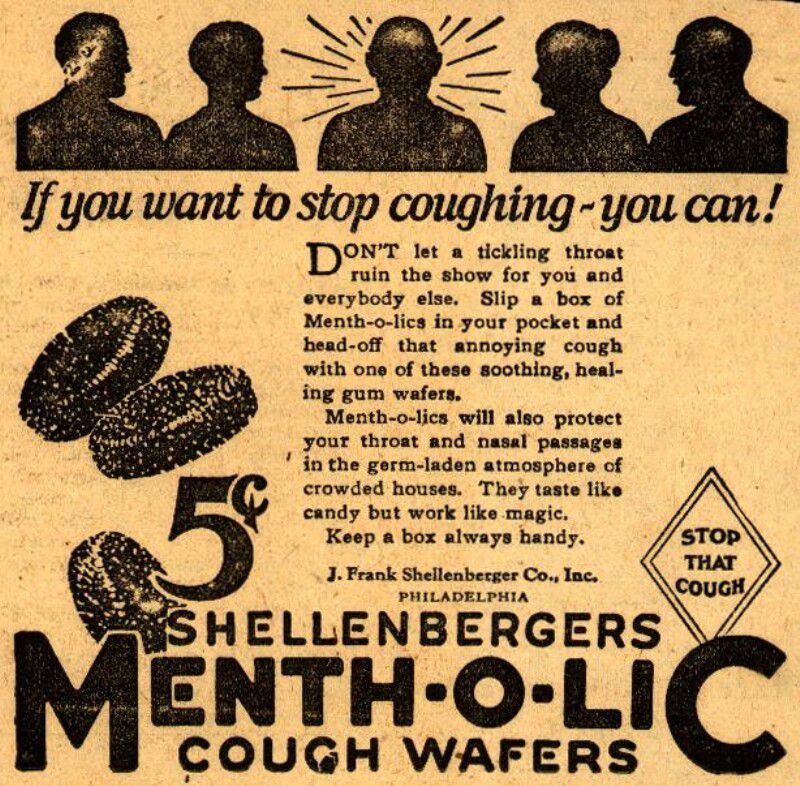 If you want to stop coughing~you can!
DON'T let a tickling throat
ruin the show for you and
everybody else. Slip a box of
Menth-o-lics in your pocket and
head-off that annoying cough
with one of these soothing, heal-
ing gum wafers.
Menth-o-lics will also protect
your throat and nasal passages
in the germ-laden atmosphere of
crowded houses. They taste like
candy but work like magic.
Keep a box always handy.
J. Frank Shellenberger Co., Inc.
PHILADELPHIA
5¢
STOP
THAT
COUGH
SHELLENBERGERS
MENTH-O-LIC
COUGH WAFERS